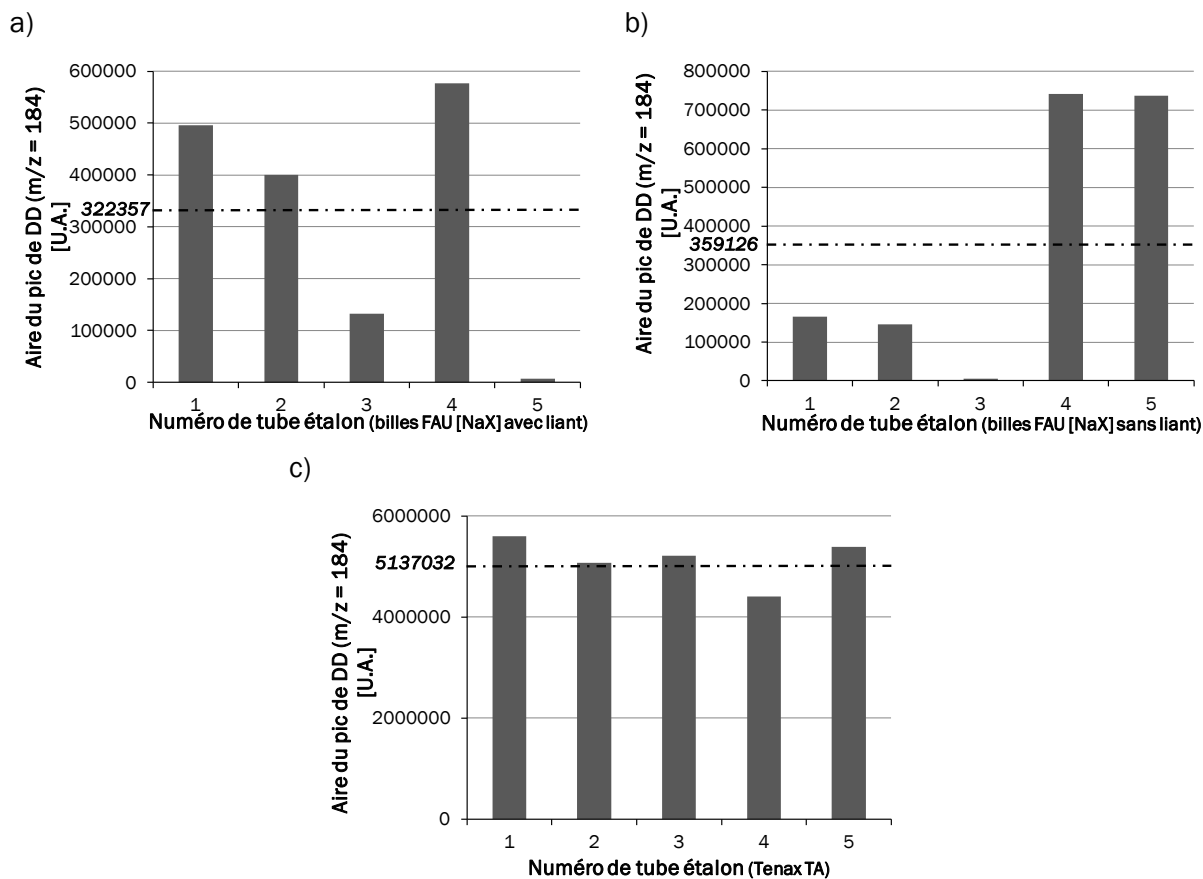 a)
Aire du pic de DD (m/z = 184)
[U.A.]
600000
500000
400000
322357
300000
200000
100000
0
1 2 3 4 5
Numéro de tube étalon (billes FAU [NaX] avec liant)
b)
Aire du pic de DD (m/z = 184)
[U.A.]
800000
700000
600000
500000
400000
359126
300000
200000
100000
0
1 2 3 4 5
Numéro de tube étalon (billes FAU [NaX] sans liant)
c)
Aire du pic de DD (m/z = 184)
[U.A.]
6000000
5137032
4000000
2000000
0
1 2 3 4 5
Numéro de tube étalon (Tenax TA)